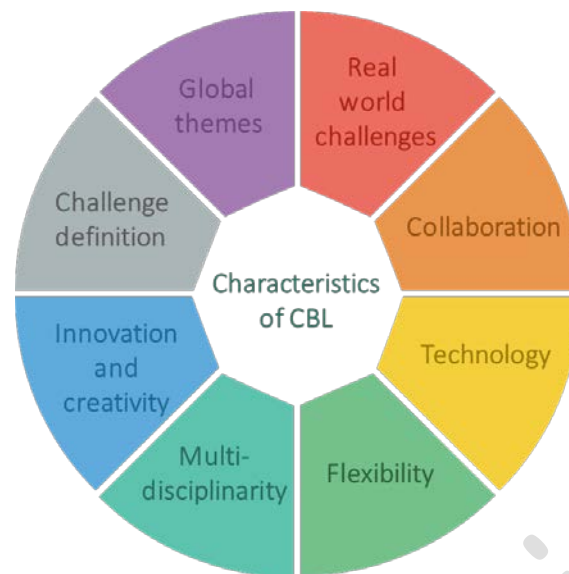 Characteristics
of CBL
Real
world
challenges
Collaboration
Technology
Flexibility
Multi-
disciplinarity
Innovation
and
creativity
Challenge
definition
Global
themes